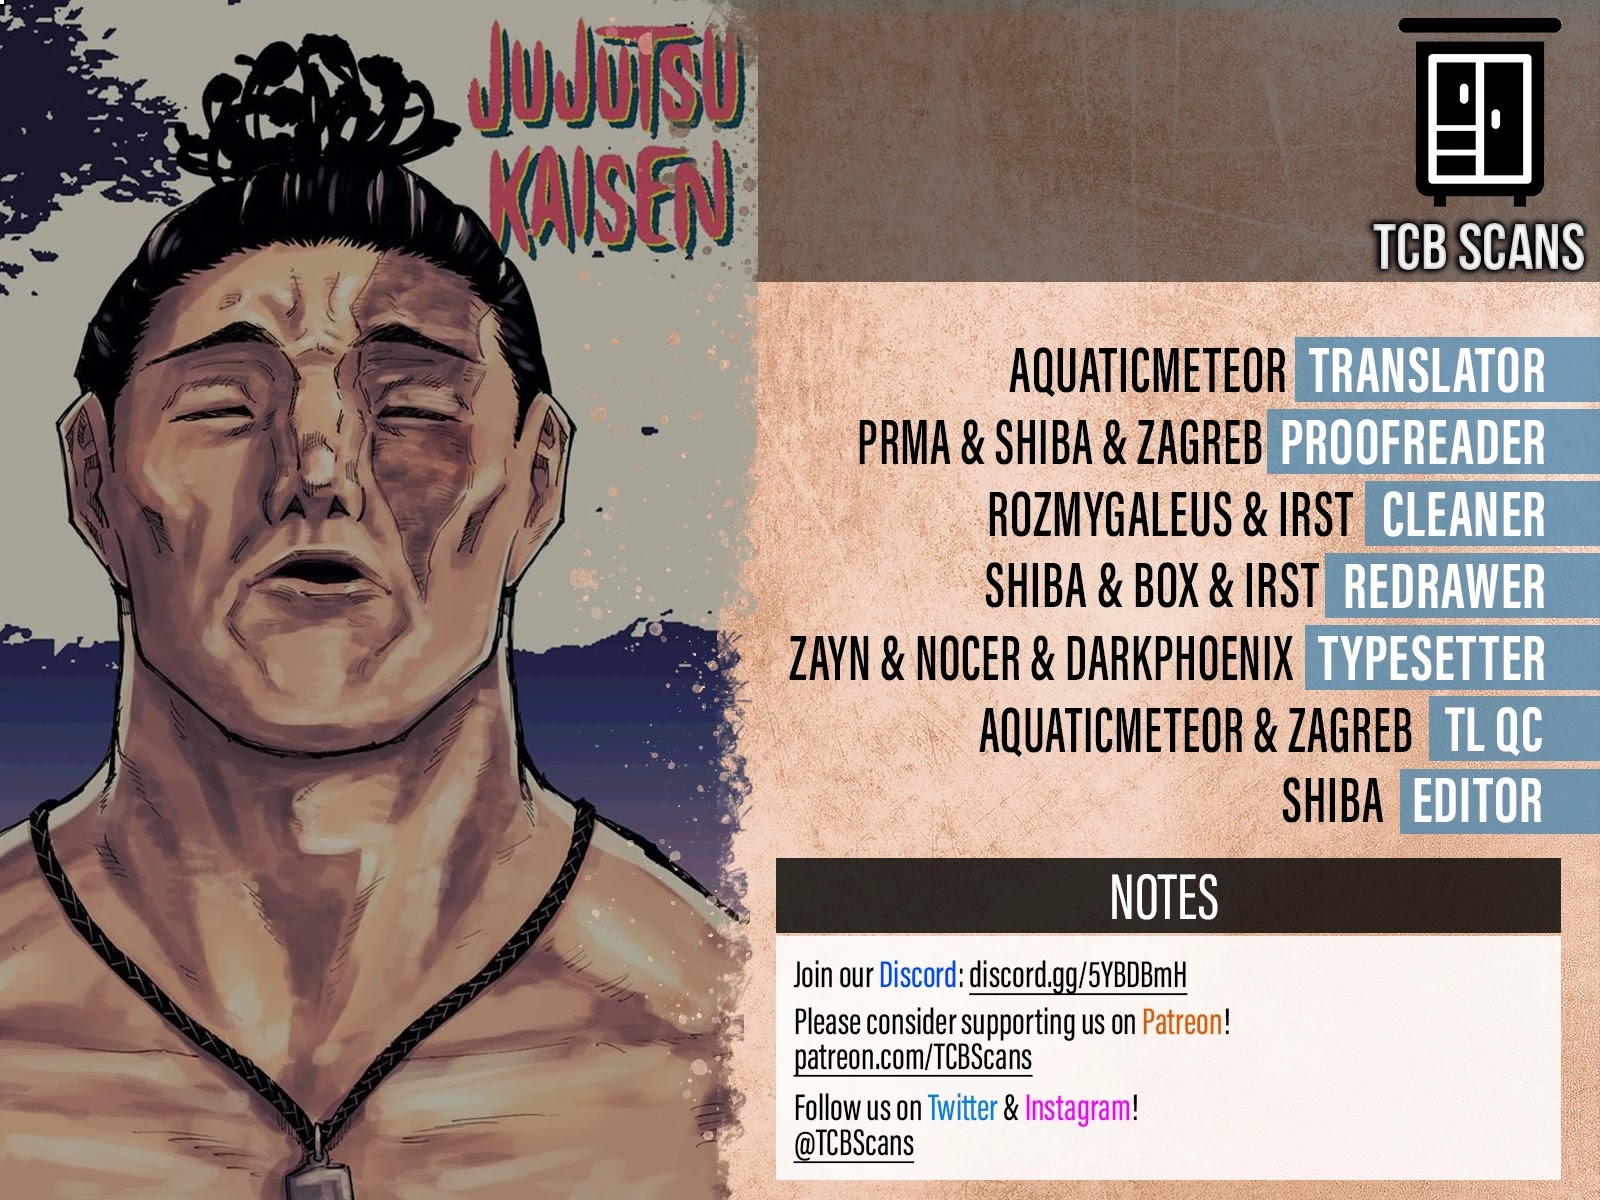 JUJUTSU
KAISEN
TCB SCANS
AQUATICMETEOR TRANSLATOR
PRMA & SHIBA & ZAGREB PROOFREADER
ROZMYGALEUS & IRST CLEANER
SHIBA & BOX & IRST REDRAWER
ZAYN & NOCER & DARKPHOENIX TYPESETTER
AQUATICMETEOR & ZAGREB TL QC
SHIBA EDITOR
NOTES
Join our Discord: discord.gg/5YBDBmH
Please consider supporting us on Patreon!
patreon.com/TCBScans
Follow us on Twitter & Instagram!
@TCBScans